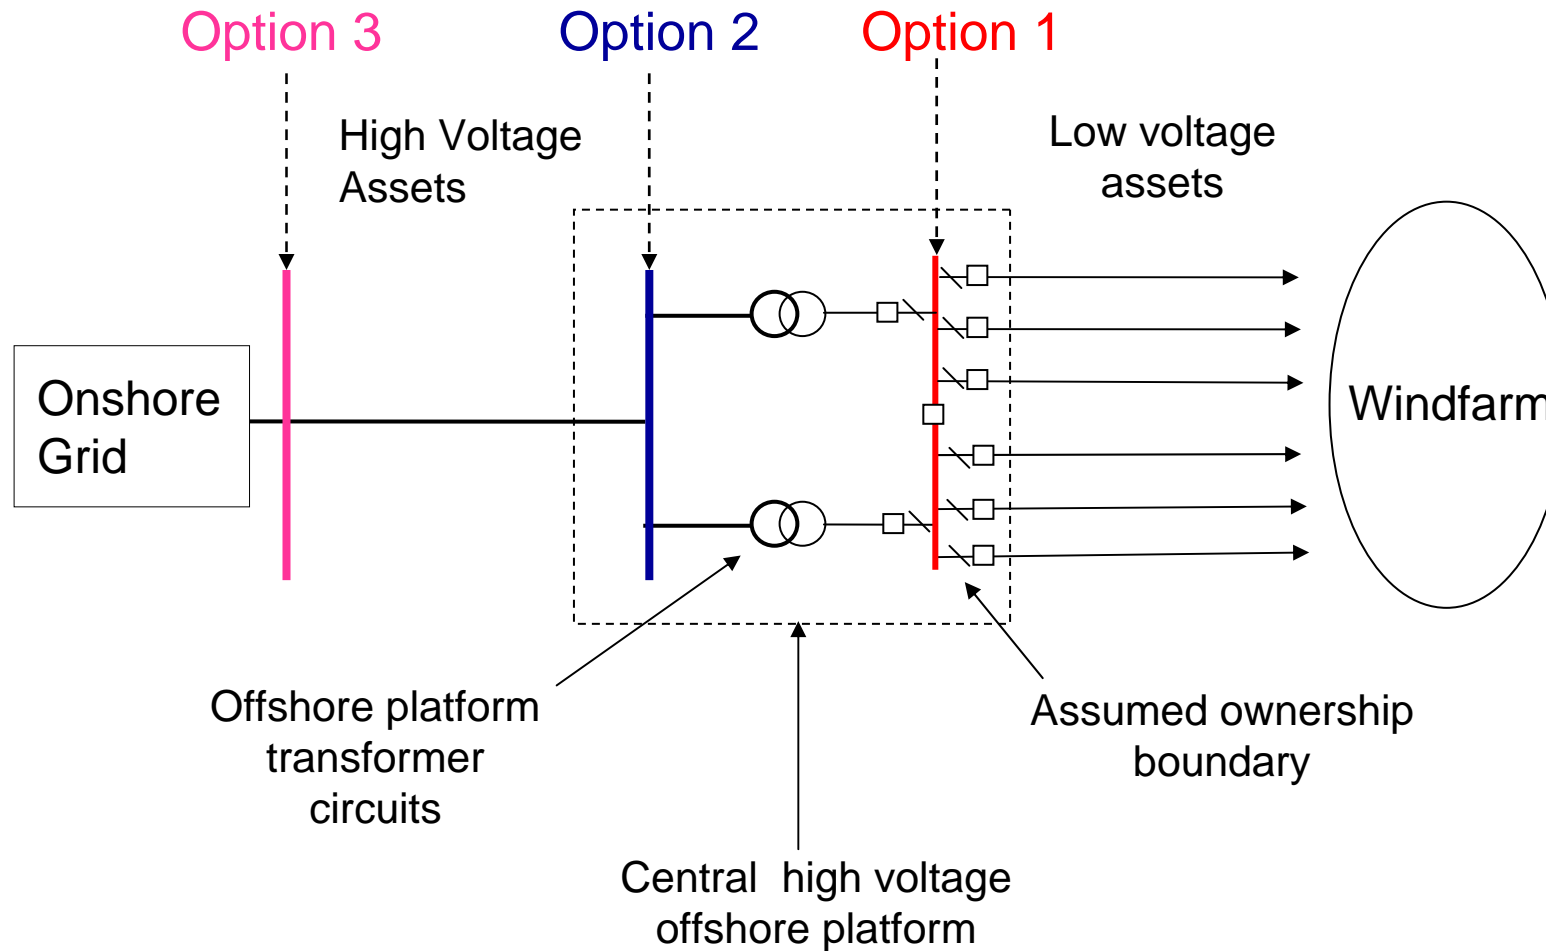 Option 3
Option 2
Option 1
High Voltage
Assets
Low voltage
assets
Onshore
Grid
Windfarm
Offshore platform
transformer
circuits
Assumed ownership
boundary
Central high voltage
offshore platform